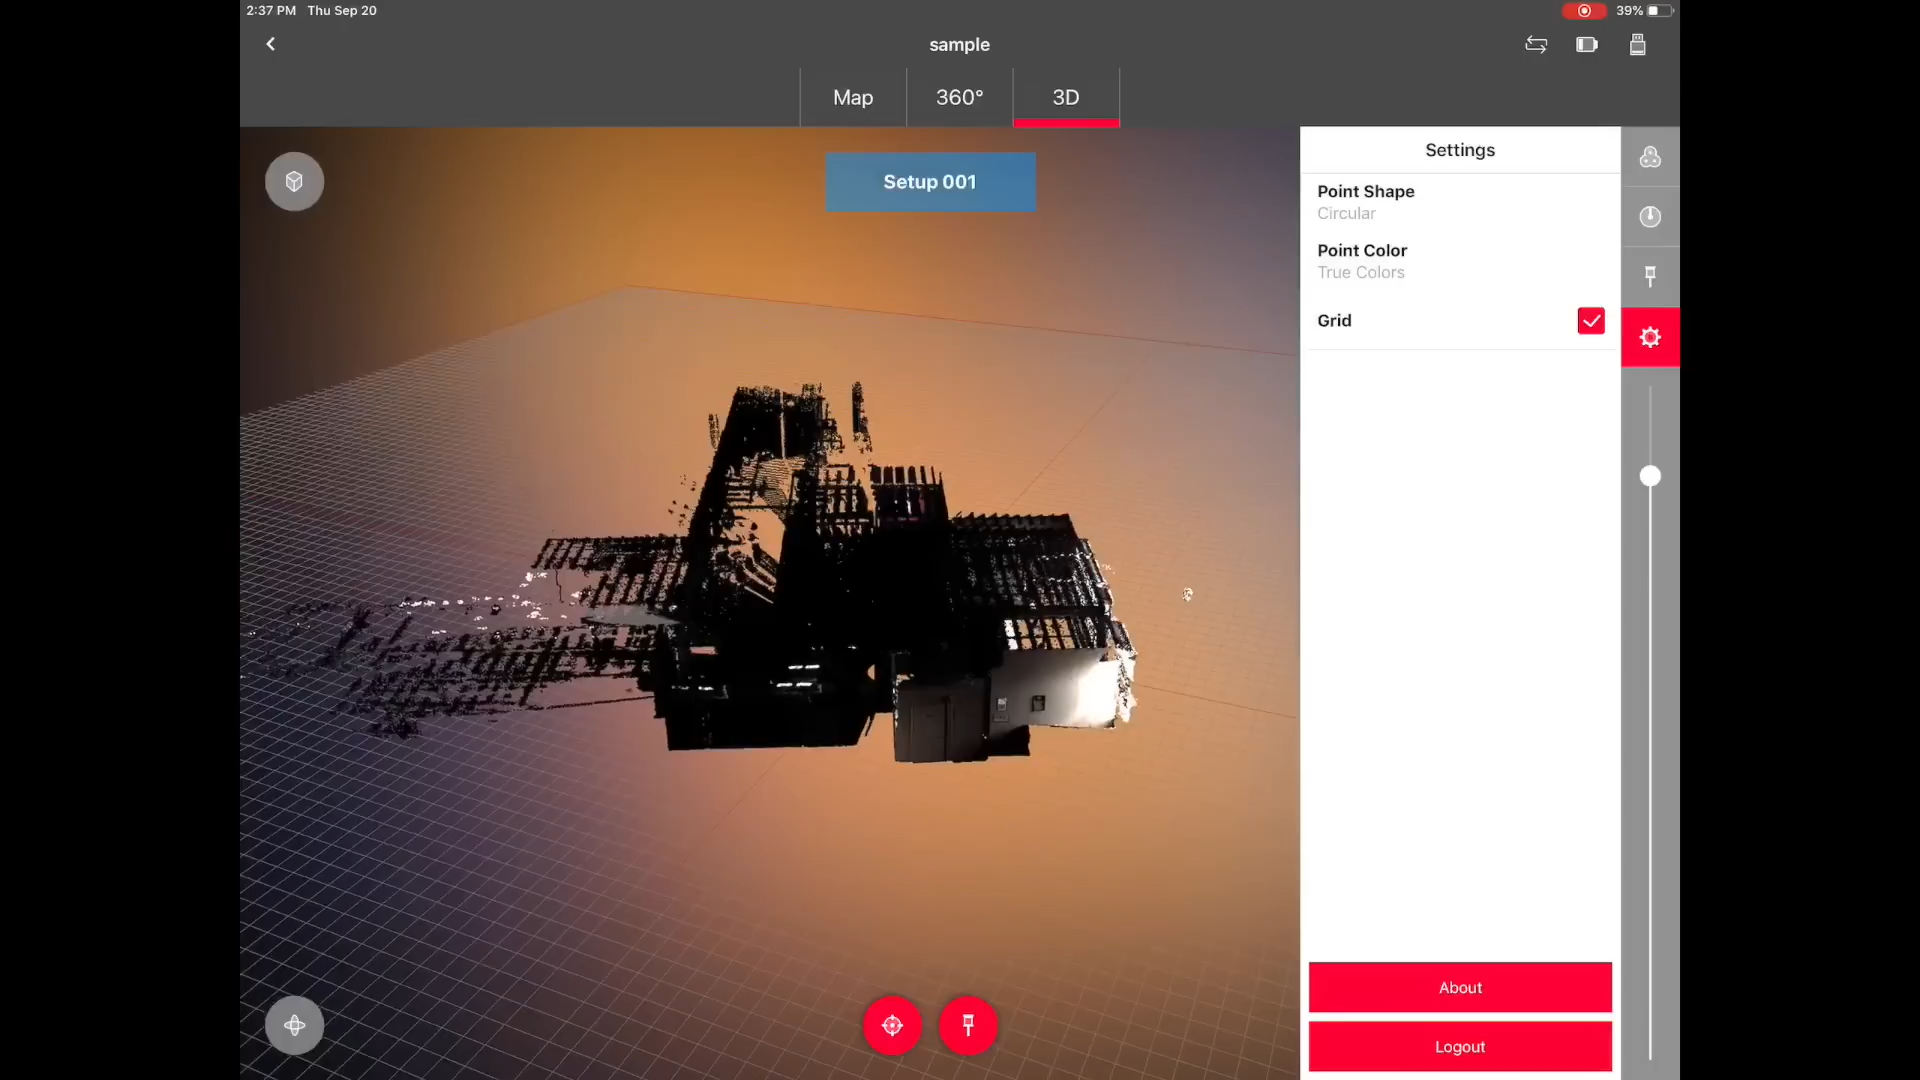 2:37 PM Thu Sep 20
39%
sample
Map
360°
3D
Setup 001
Settings
Point Shape
Circular
Point Color
True Colors
Grid
About
Logout